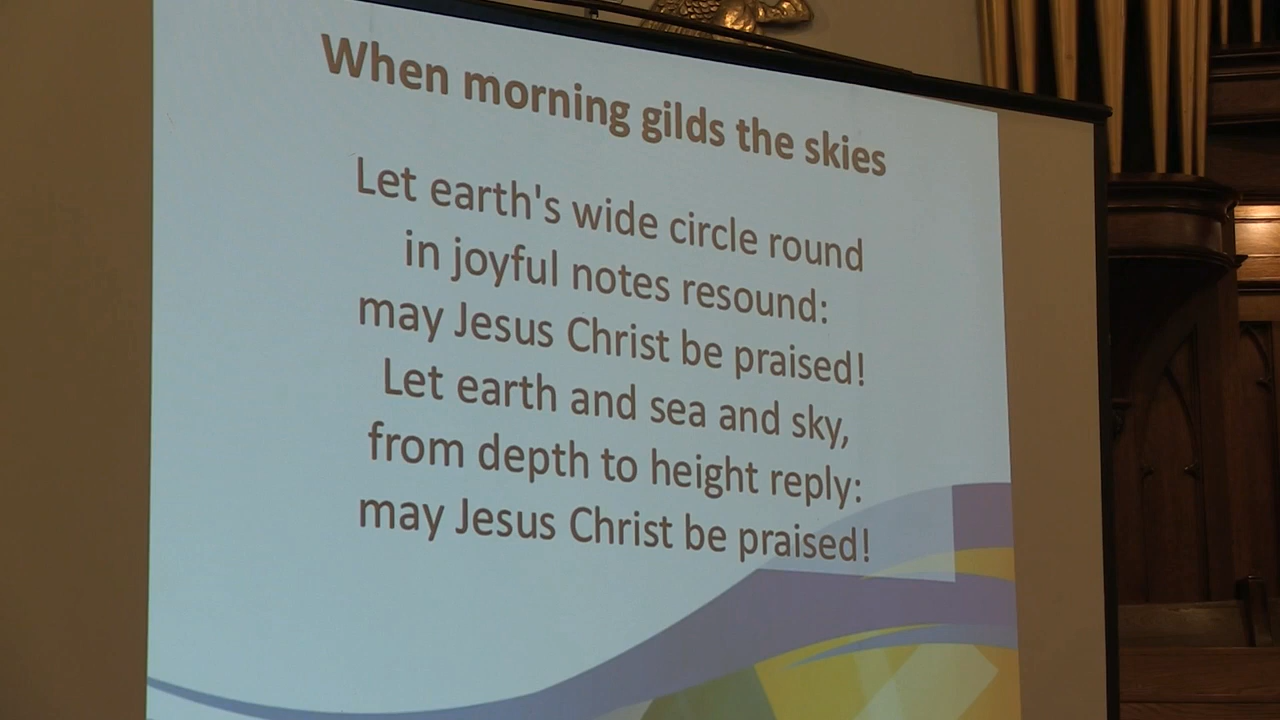 When morning gilds the skies
Let earth's wide circle round
in joyful notes resound:
may Jesus Christ be praised!
Let earth and sea and sky,
from depth to height reply:
may Jesus Christ be praised!